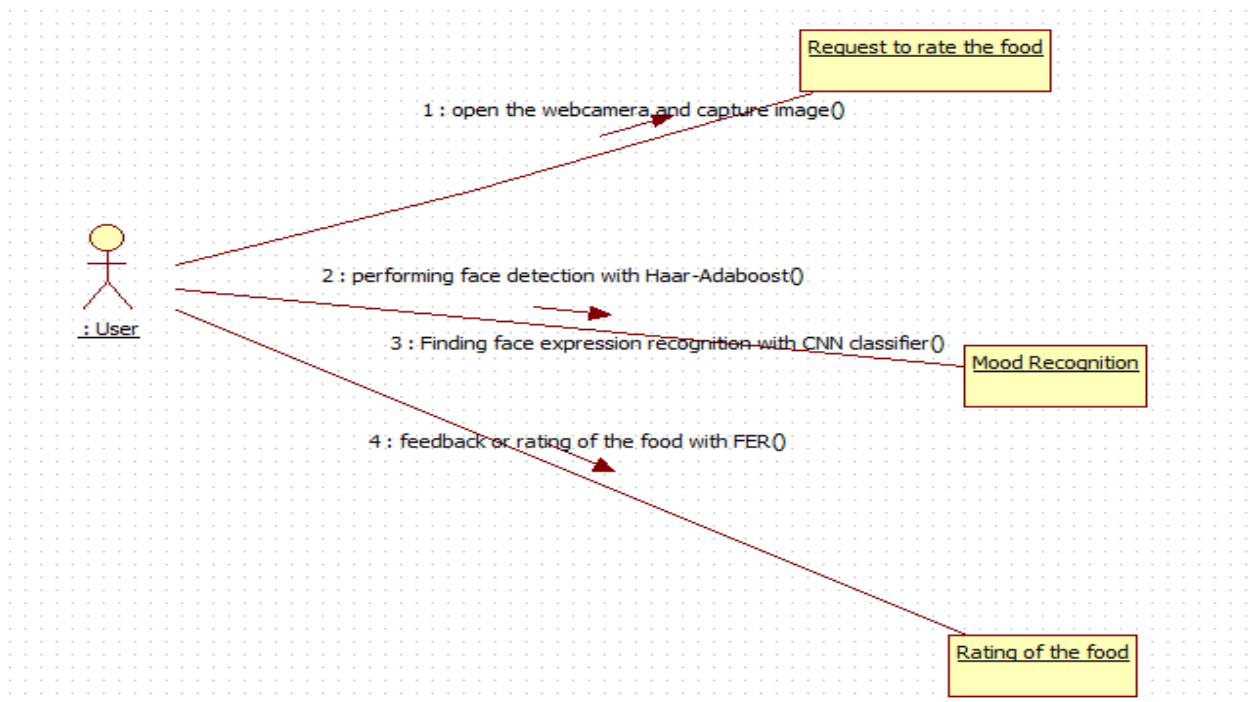 Request to rate the food
1 : open the webcamera and capture image()
2 : performing face detection with Haar-Adaboost()
: User
3 : Finding face expression recognition with CNN classifier()
Mood Recognition
4 : feedback or rating of the food with FER()
Rating of the food